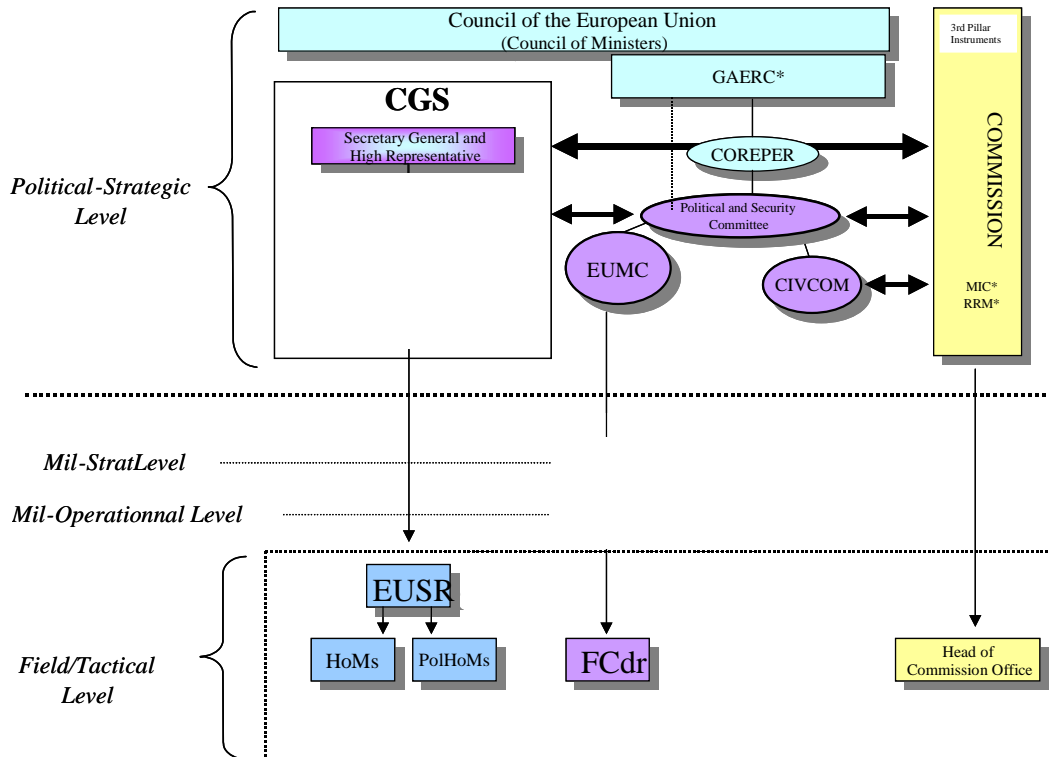 Council of the European Union
(Council of Ministers)
3rd Pillar
Instruments
GAERC*
CGS
Secretary General and
High Representative
COREPER
COMMISSION
Political-Strategic
Level
Political and Security
Committee
EUMC
CIVCOM
MIC*
RRM*
Mil-StratLevel
Mil-Operationnal Level
EUSR
HoMs
PolHoMs
FCdr
Head of
Commission Office
Field/Tactical
Level